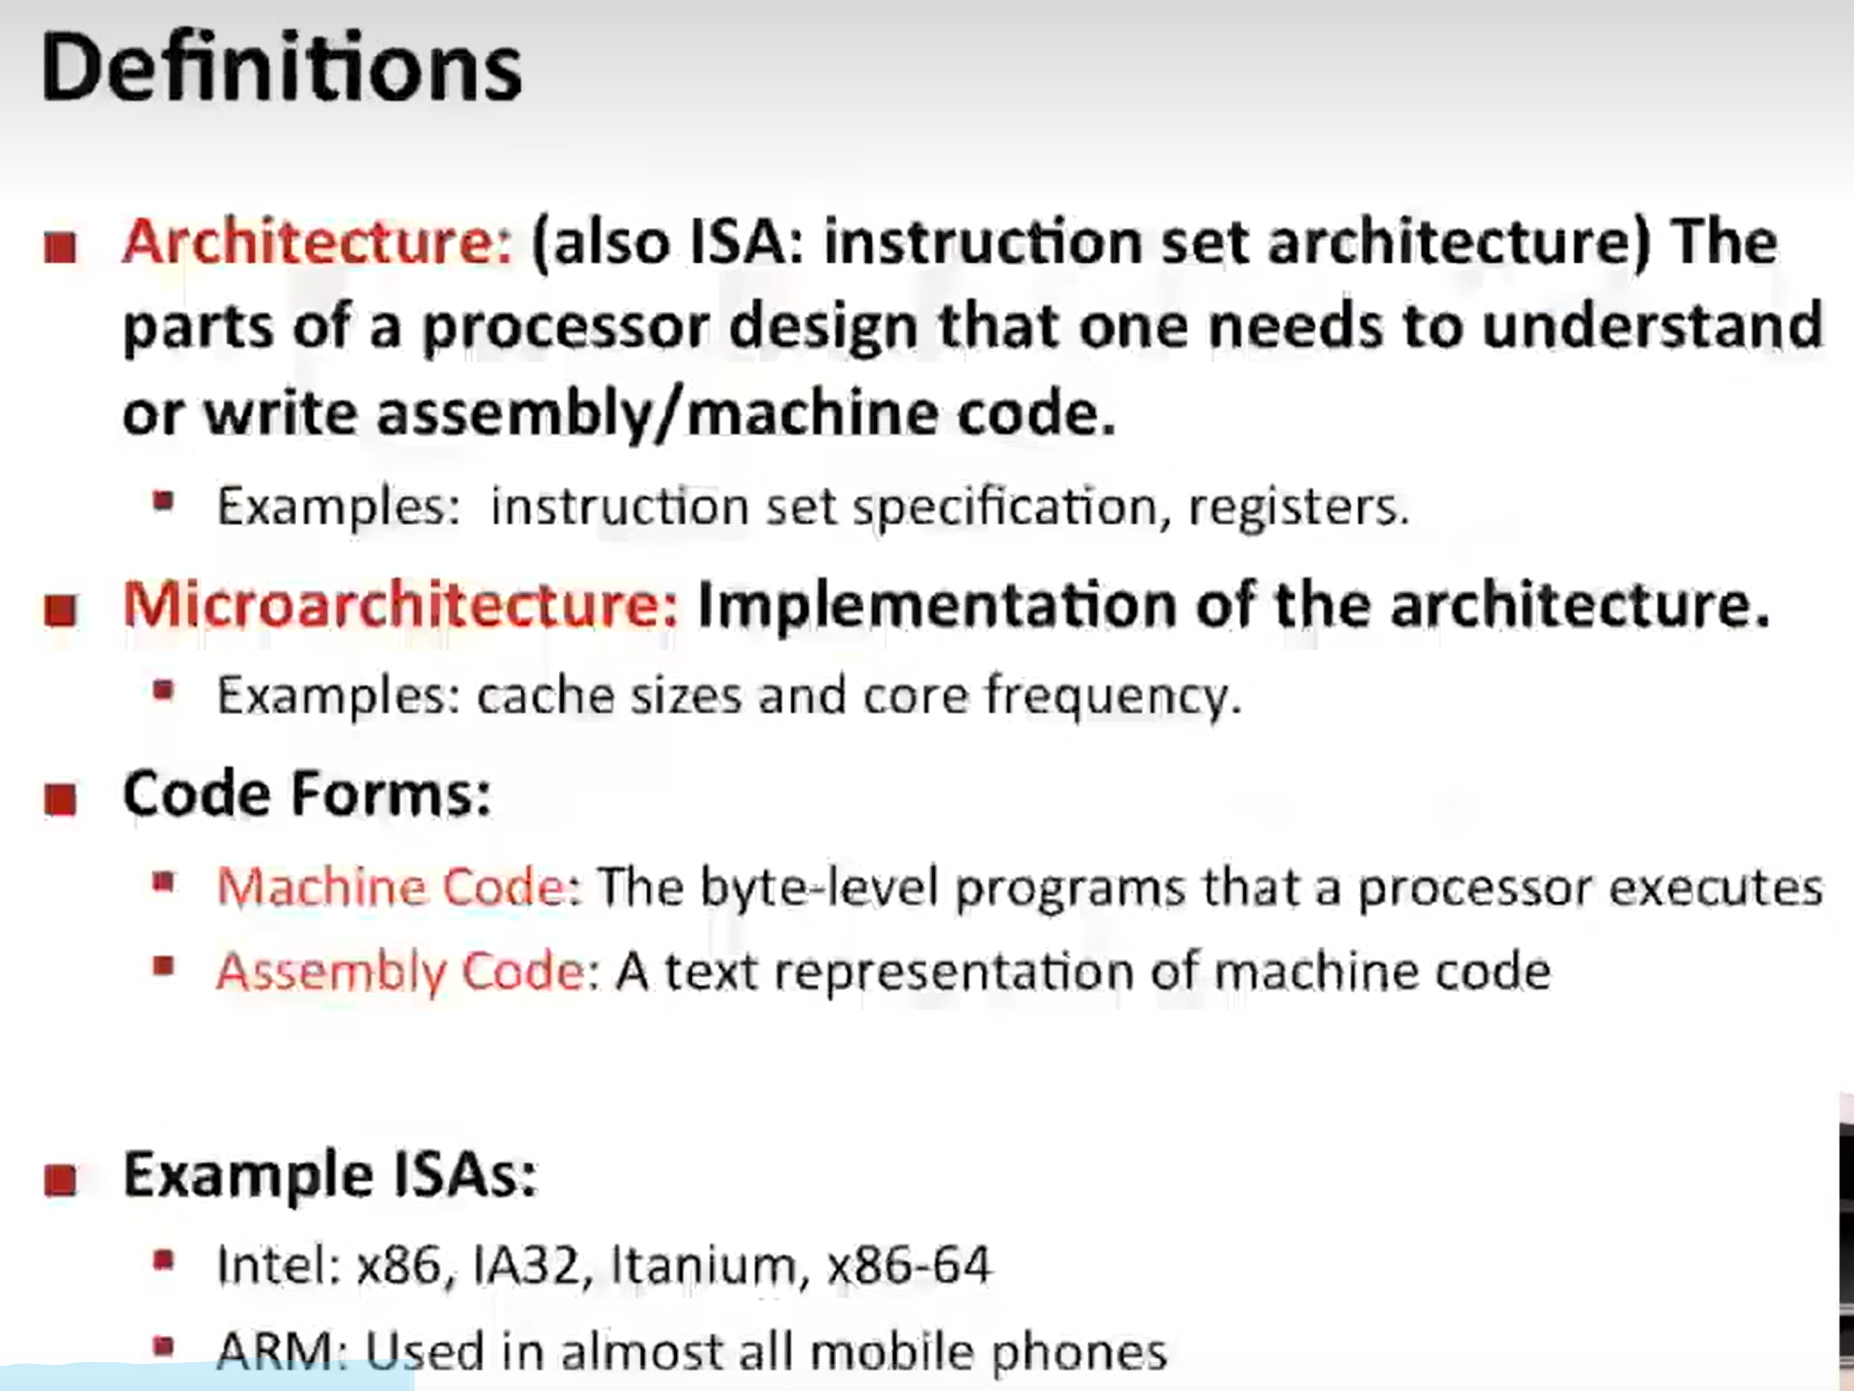 Definitions
Architecture: (also ISA: instruction set architecture) The
parts of a processor design that one needs to understand
or write assembly/machine code.
Examples: instruction set specification, registers.
Microarchitecture: Implementation of the architecture.
Examples: cache sizes and core frequency.
Code Forms:
Machine Code: The byte-level programs that a processor executes
Assembly Code: A text representation of machine code
Example ISAs:
Intel: x86, IA32, Itanium, x86-64
ARM: Used in almost all mobile phones